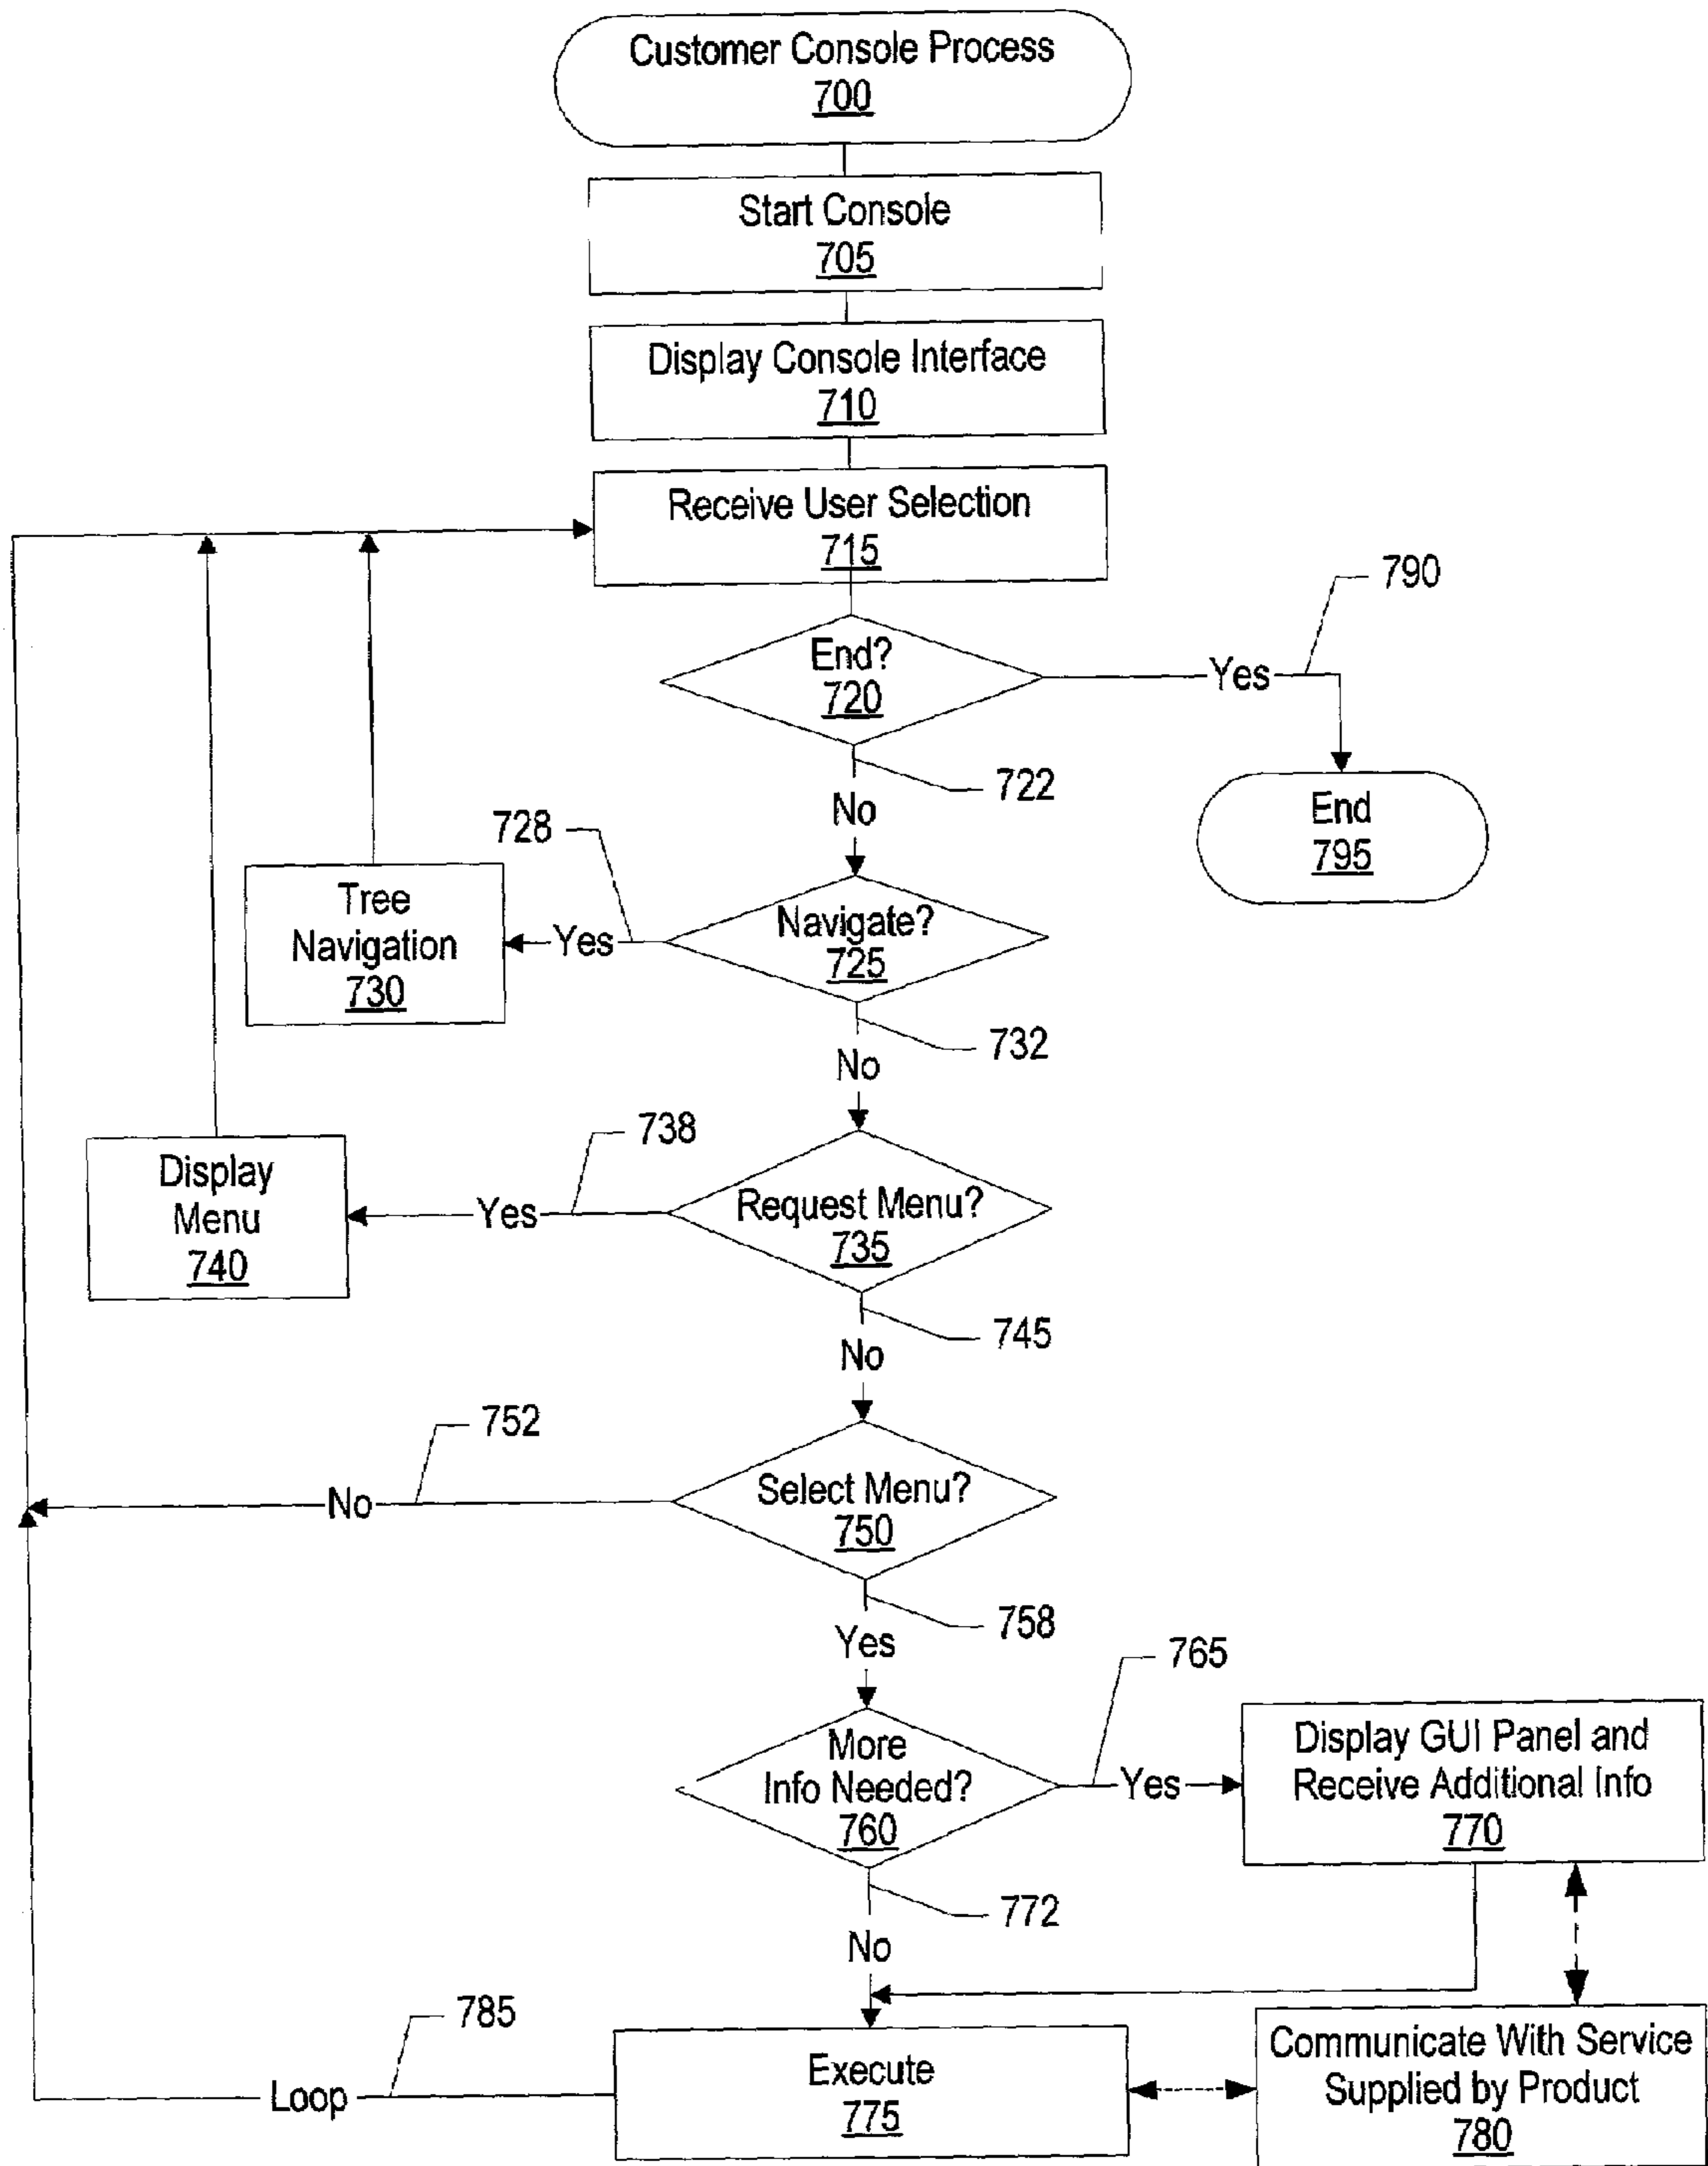 Customer Console Process
700
Start Console
705
Display Console Interface
710
Receive User Selection
715
790
End?
720
Yes
722
No
End
795
728
Tree
Navigation
730
Yes
Navigate?
725
732
No
738
Display
Menu
740
Yes
Request Menu?
735
745
No
752
No
Select Menu?
750
758
Yes
765
More
Info Needed?
760
Yes
Display GUI Panel and
Receive Additional Info
770
772
No
785
Loop
Execute
775
Communicate With Service
Supplied by Product
780